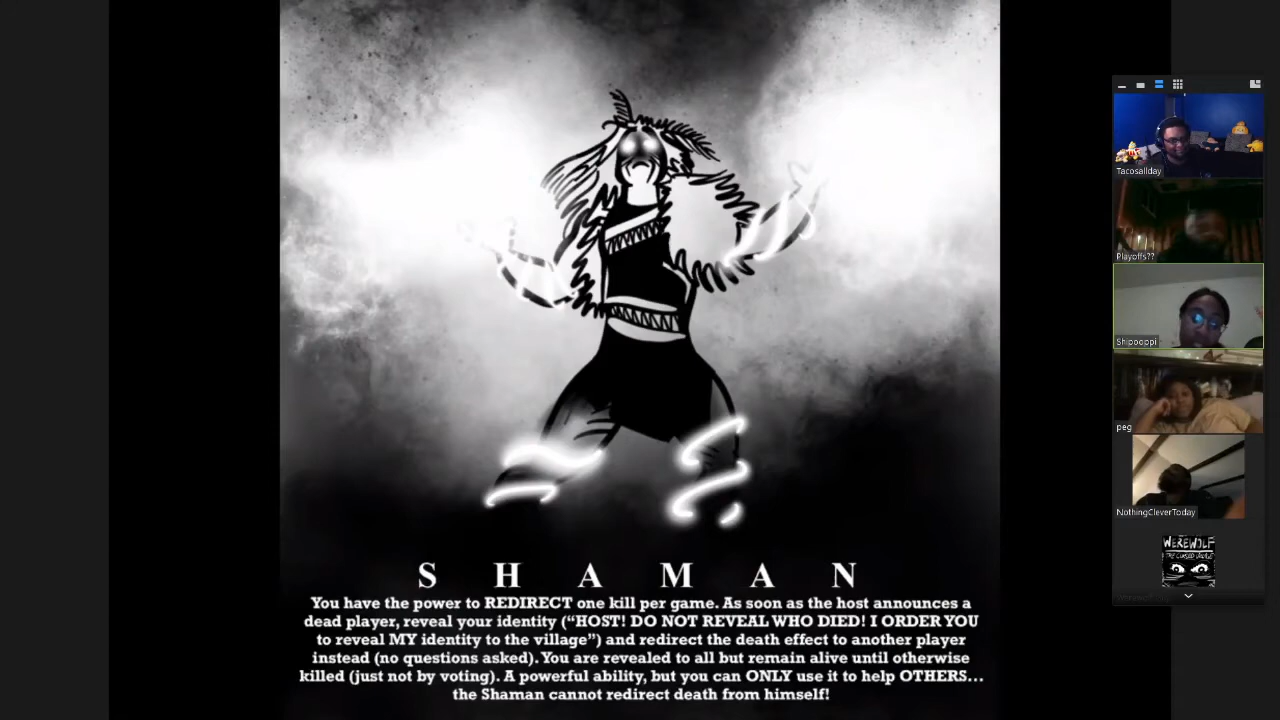 S H A M A N
You have the power to REDIRECT one kill per game. As soon as the host announces a
dead player, reveal your identity (“HOST! DO NOT REVEAL WHO DIED! I ORDER YOU
to reveal MY identity to the village”) and redirect the death effect to another player
instead (no questions asked). You are revealed to all but remain alive until otherwise
killed (just not by voting). A powerful ability, but you can ONLY use it to help OTHERS...
the Shaman cannot redirect death from himself!
Tacosallday
Playoffs??
Shipooppi
peg
NothingCleverToday
WEREWOLF